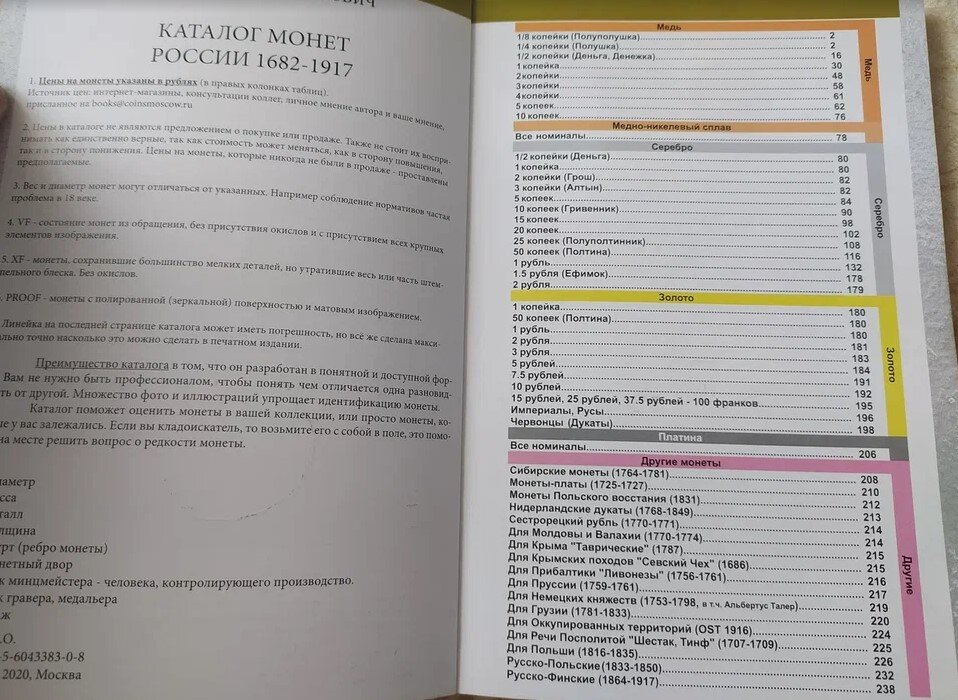 КАТАЛОГ МОНЕТ
РОССИИ 1682-1917
1. Цены на монеты указаны в рублях (в правых колонках таблиц).
Источник цен: интернет-магазины, консультации коллег, личное мнение автора и ваше мнение,
присланное на books@coinsmoscow.ru
2. Цены в каталоге не являются предложением о покупке или продаже. Также не стоит их воспри-
нимать как единственно верные, так как стоимость может меняться, как в сторону повышения,
так и в сторону понижения. Цены на монеты, которые никогда не были в продаже - проставлены
предполагаемые.
3. Вес и диаметр монет могут отличаться от указанных. Например соблюдение нормативов частая
проблема в 18 веке.
4. VF - состояние монет из обращения, без присутствия окислов и с присутствием всех крупных
элементов изображения.
5. XF - монеты, сохранившие большинство мелких деталей, но утратившие весь или часть штем-
пельного блеска. Без окислов.
. PROOF - монеты с полированной (зеркальной) поверхностью и матовым изображением.
Линейка на последней странице каталога может иметь погрешность, но всё же сделана макси-
ально точно насколько это можно сделать в печатном издании.
Преимущество каталога в том, что он разработан в понятной и доступной фор-
Вам не нужно быть профессионалом, чтобы понять чем отличается одна разновид-
ть от другой. Множество фото и иллюстраций упрощает идентификацию монеты.
Каталог поможет оценить монеты в вашей коллекции, или просто монеты, ко-
ые у вас залежались. Если вы кладоискатель, то возьмите его с собой в поле, это помо-
на месте решить вопрос о редкости монеты.
аметр
сса
талл
лщина
рт (ребро монеты)
нетный двор
к минцмейстера - человека, контролирующего производство.
к гравера, медальера
ж
.О.
-5-6043383-0-8
2020, Москва
Медь
1/8 копейки (Полуполушка) 2
1/4 копейки (Полушка) 2
1/2 копейки (Деньга, Денежка) 16
1 копейка 30
2копейки 48
3копейки 58
4копейки 61
5 копеек 62
10 копеек 76
Медь
Медно-никелевый сплав
Все номиналы 78
Серебро
1/2 копейки (Деньга) 80
1 копейка 80
2 копейки (Грош) 82
3 копейки (Алтын) 82
5 копеек 84
10 копеек (Гривенник) 90
15 копеек 98
20 копеек 102
25 копеек (Полуполтинник) 108
50 копеек (Полтина) 116
1 рубль 132
1.5 рубля (Ефимок) 178
2 рубля 179
Серебро
Золото
1 копейка 180
50 копеек (Полтина) 180
1 рубль 180
2 рубля 181
3 рубля 183
5 рублей 184
7.5 рублей 191
10 рублей 192
15 рублей, 25 рублей, 37.5 рублей - 100 франков 195
Империалы, Русы 196
Червонцы (Дукаты) 198
Золото
Платина
Все номиналы 206
Другие монеты
Сибирские монеты (1764-1781) 208
Монеты-платы (1725-1727) 210
Монеты Польского восстания (1831) 212
Нидерландские дукаты (1768-1849) 213
Сестрорецкий рубль (1770-1771) 214
Для Молдовы и Валахии (1770-1774) 214
Для Крыма "Таврические" (1787) 215
Для Крымских походов "Севский Чех" (1686) 215
Для Прибалтики "Ливонезы" (1756-1761) 216
Для Пруссии (1759-1761) 217
Для Немецких княжеств (1753-1798, в т.ч. Альбертус Талер) 219
Для Грузии (1781-1833) 220
Для Оккупированных территорий (OST 1916) 224
Для Речи Посполитой "Шестак, Тинф" (1707-1709) 225
Для Польши (1816-1835) 226
Русско-Польские(1833-1850) 232
Русско-Финские (1864-1917) 238
Другие